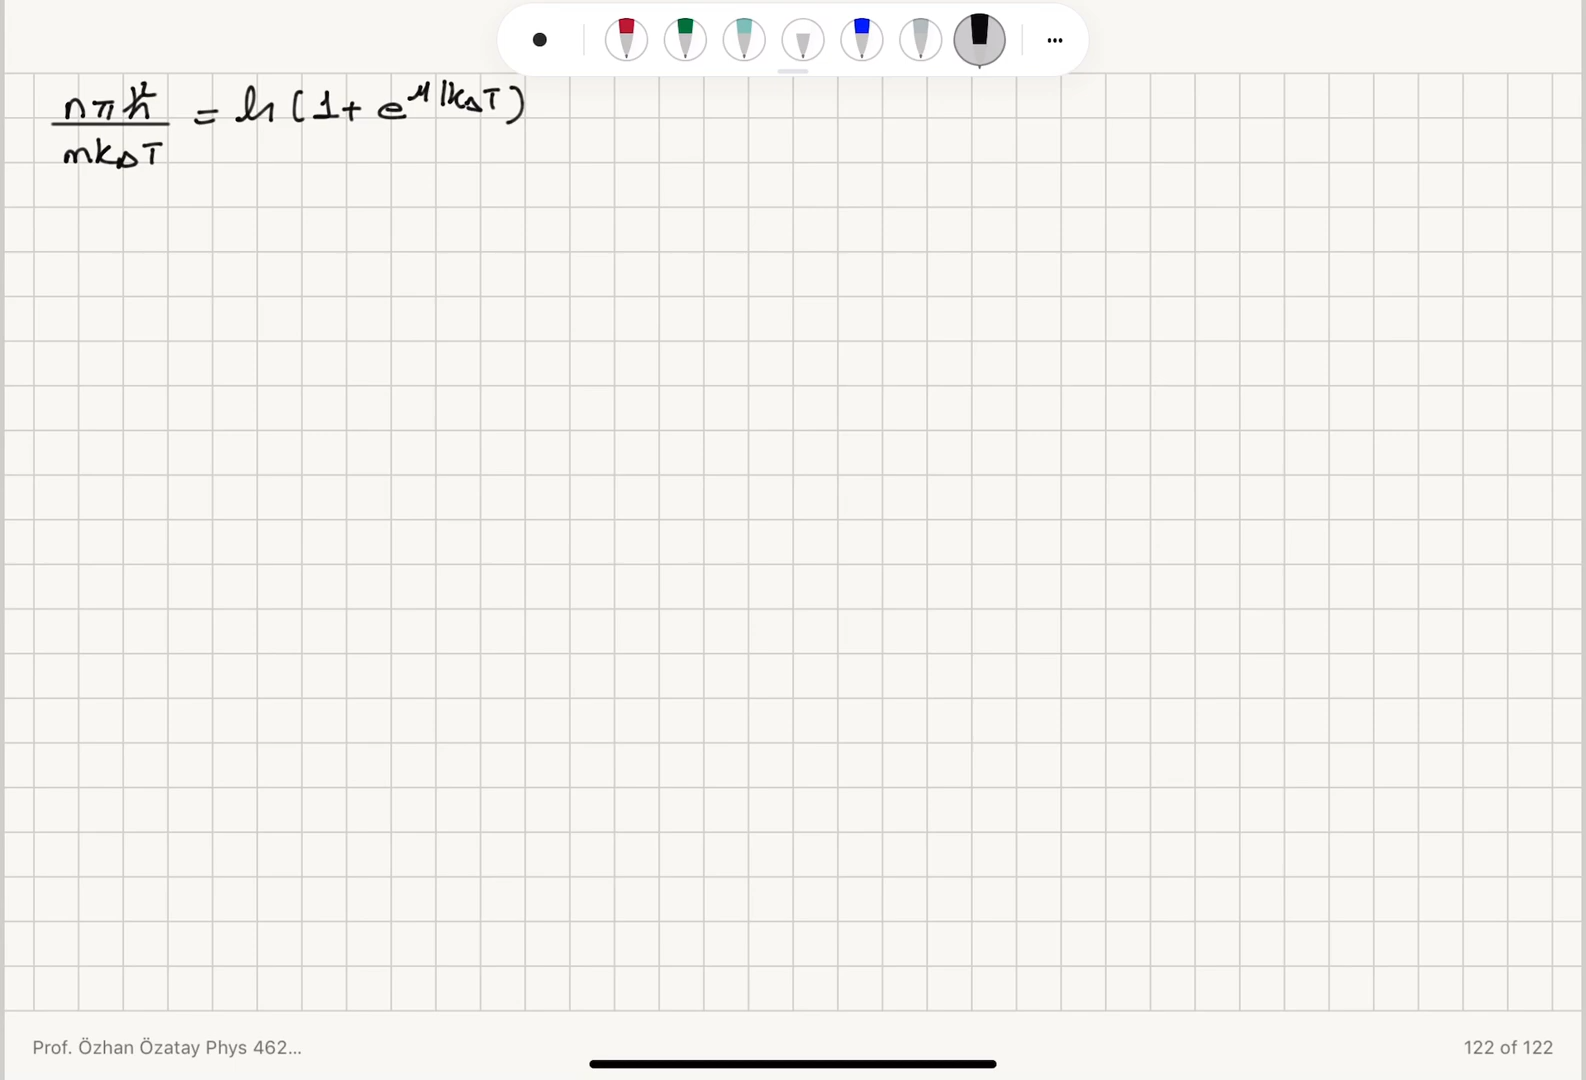 nπℏ² / mk_BT = ln (1 + e^μ/k_BT)
Prof. Özhan Özatay Phys 462...
122 of 122